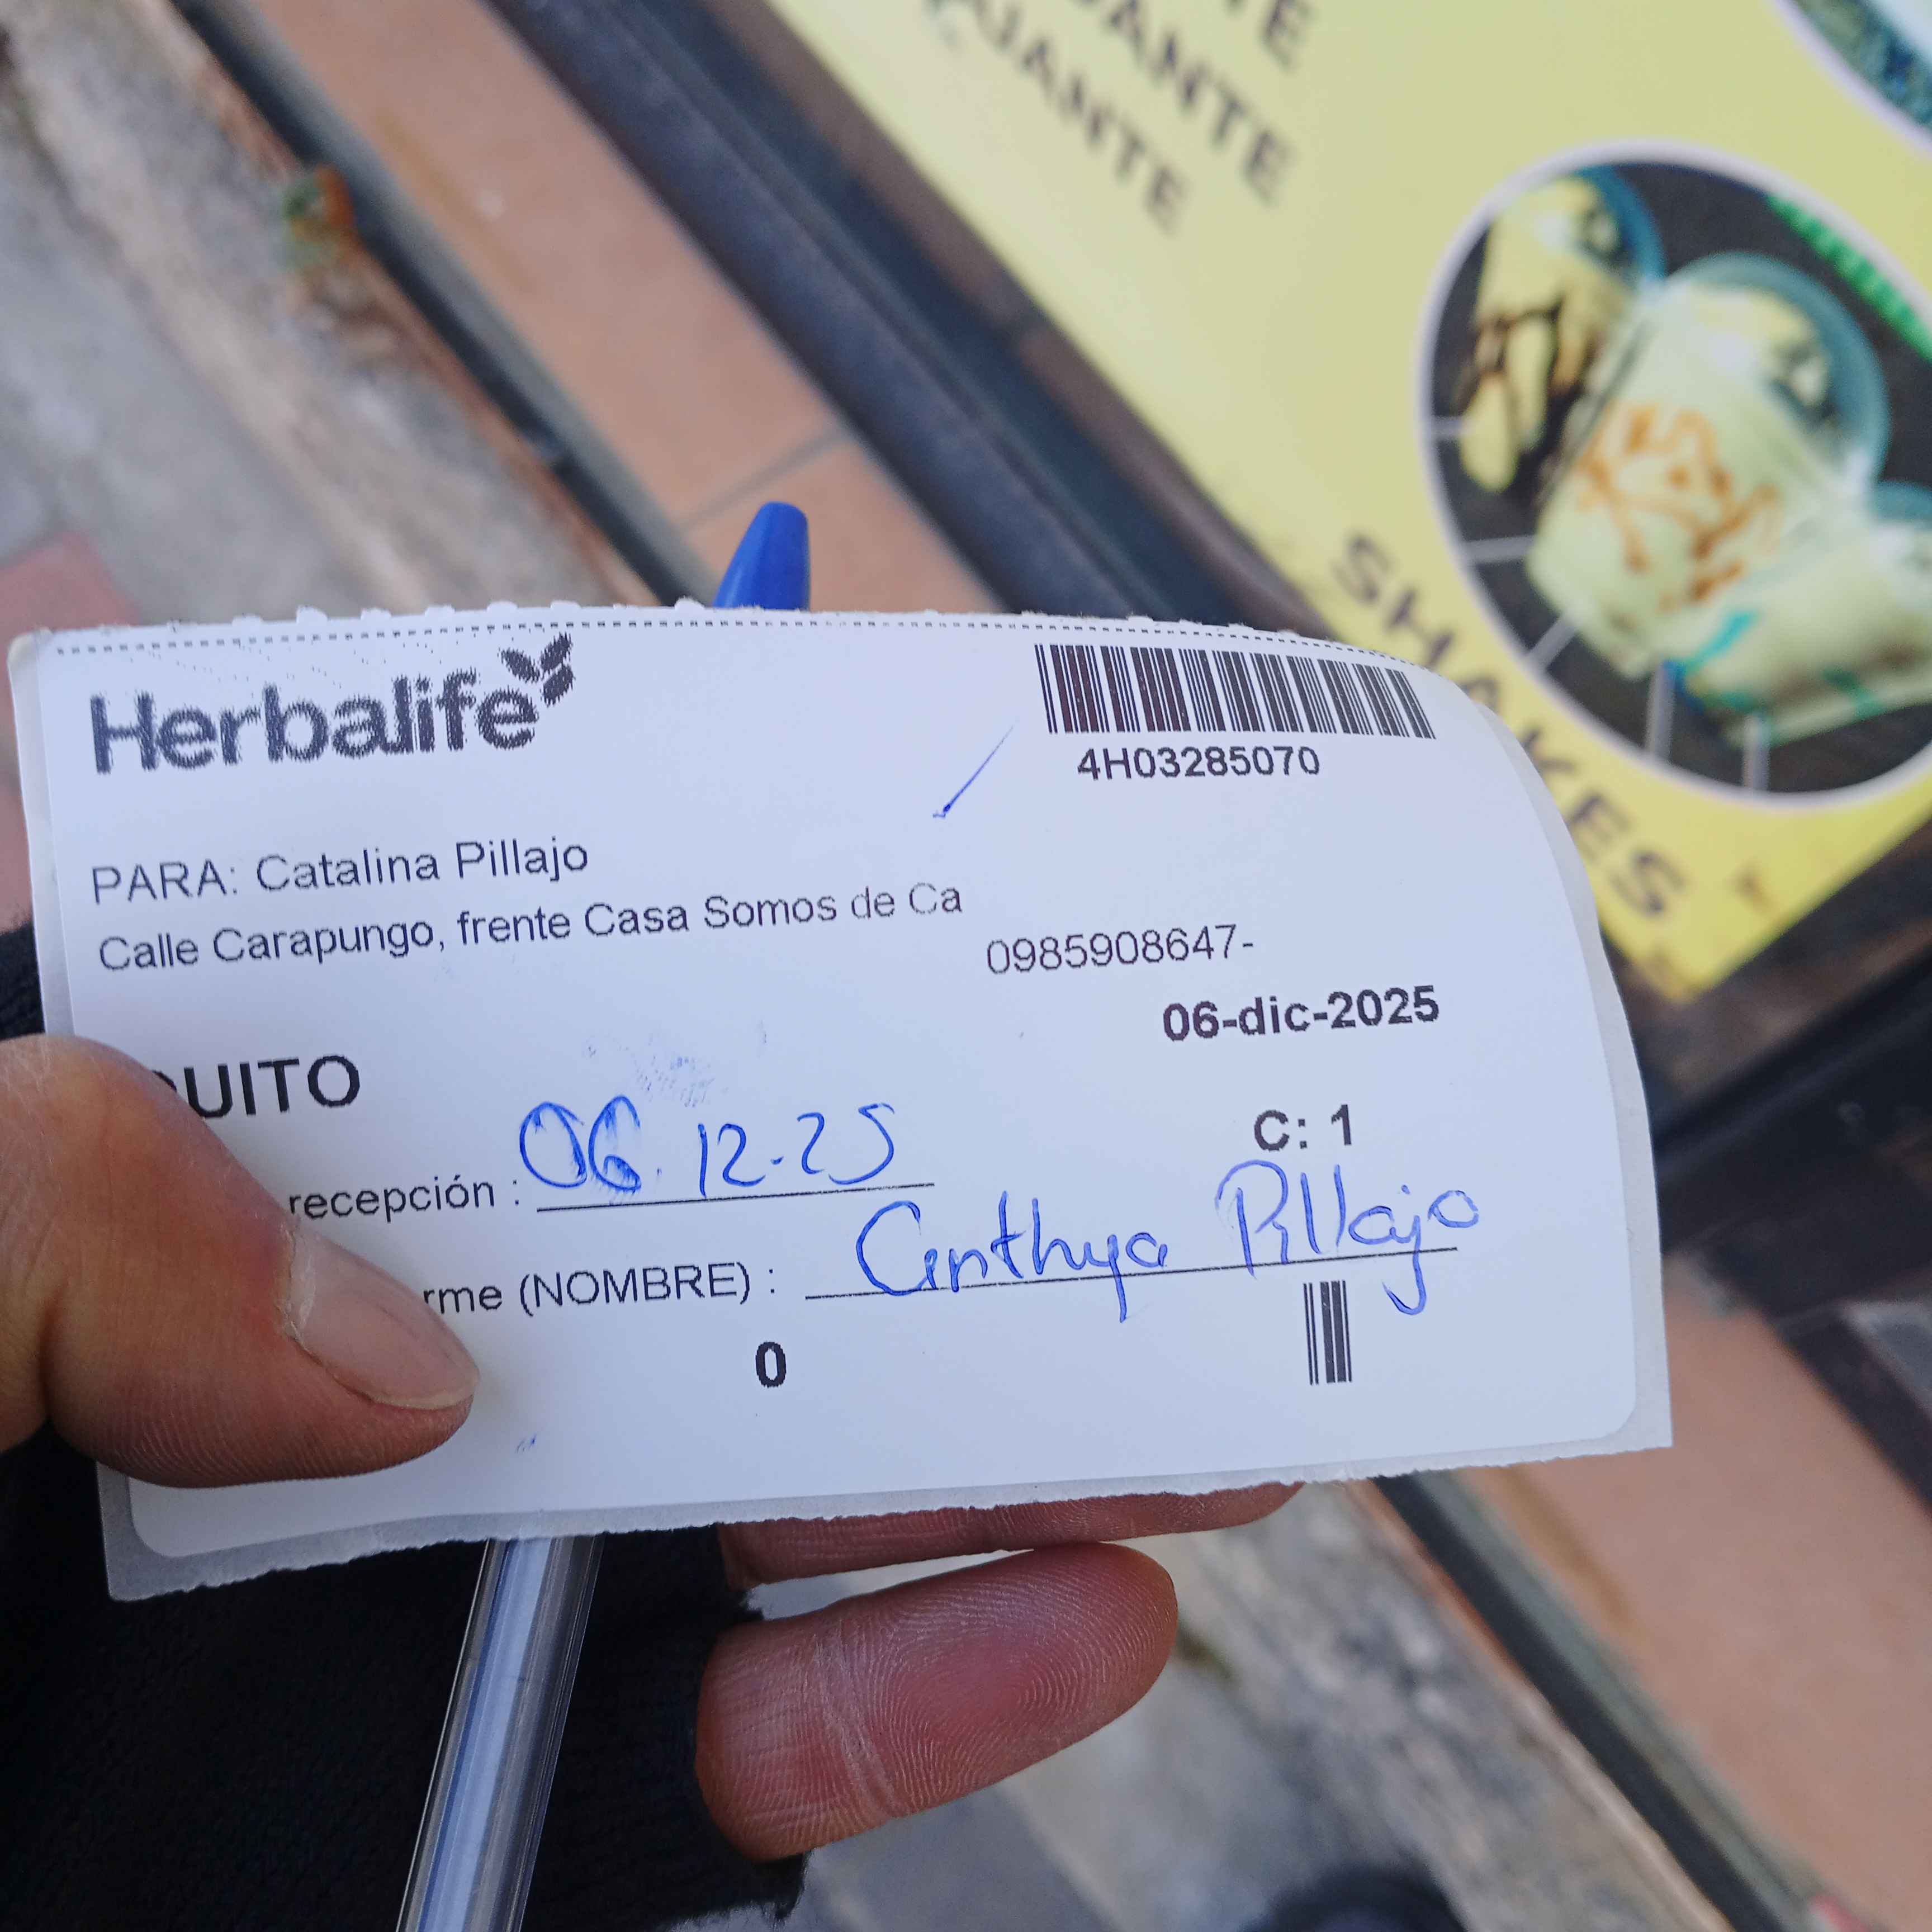 Herbalife
4H03285070
PARA: Catalina Pillajo
Calle Carapungo, frente Casa Somos de Ca
0985908647-
06-dic-2025
QUITO
C: 1
recepción : 06.12-25
rme (NOMBRE) : Cinthya Pillajo
0
SHAKES